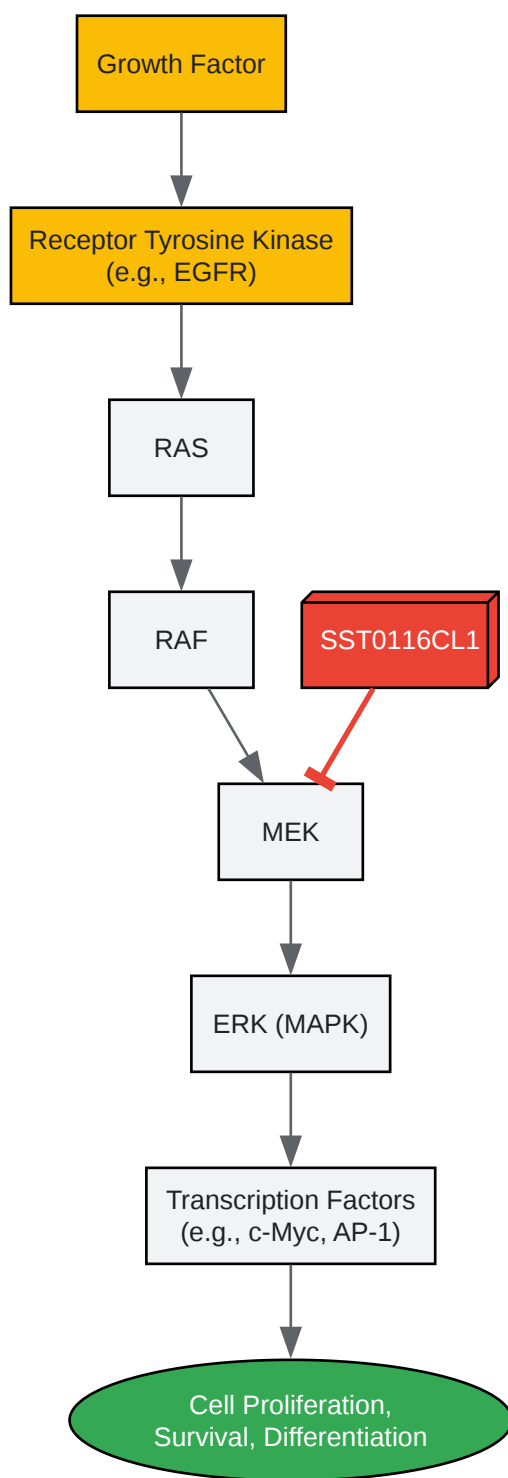 Growth Factor
Receptor Tyrosine Kinase
(e.g., EGFR)
RAS
RAF
SST0116CL1
MEK
ERK (MAPK)
Transcription Factors
(e.g., c-Myc, AP-1)
Cell Proliferation,
Survival, Differentiation